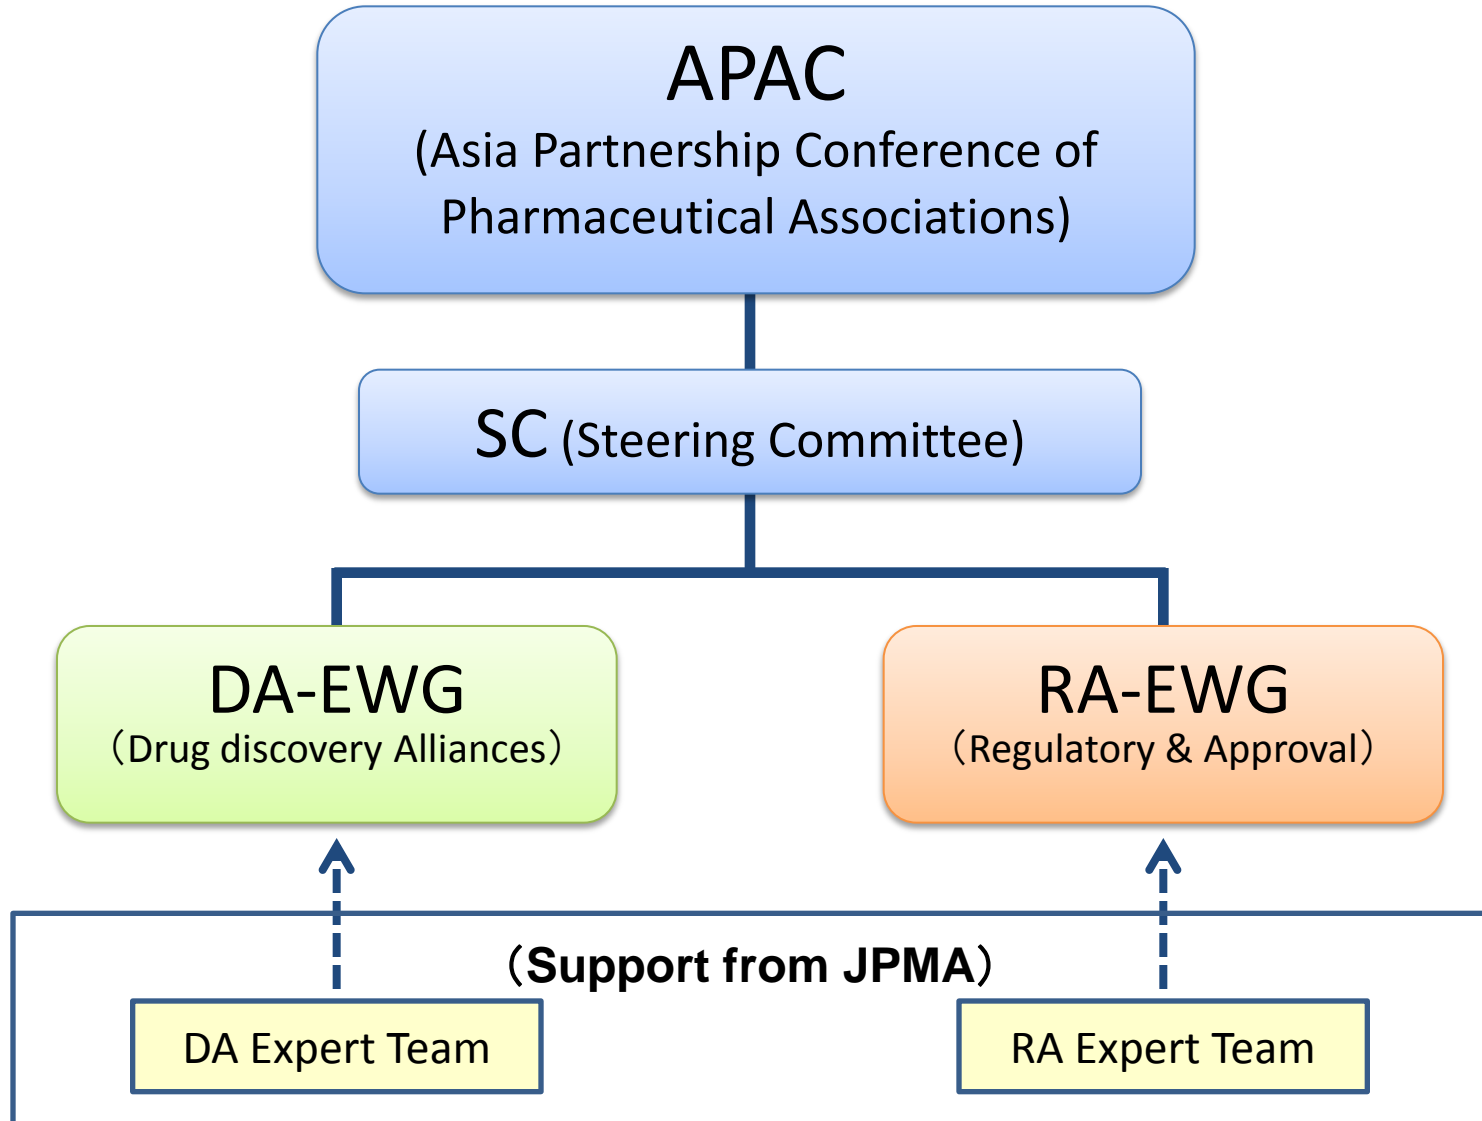 APAC
(Asia Partnership Conference of
Pharmaceutical Associations)
SC (Steering Committee)
DA-EWG
（Drug discovery Alliances）
RA-EWG
（Regulatory & Approval）
（Support from JPMA）
DA Expert Team
RA Expert Team